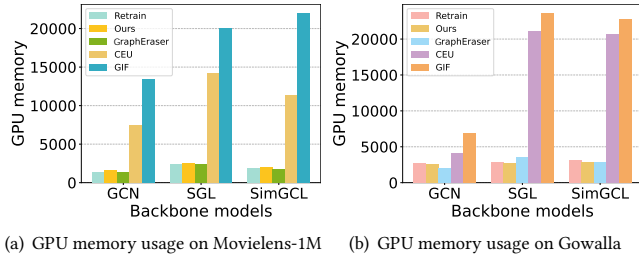 GPU memory
20000
15000
10000
5000
0
Retrain
Ours
GraphEraser
CEU
GIF
GCN SGL SimGCL
Backbone models
(a) GPU memory usage on Movielens-1M
GPU memory
20000
15000
10000
5000
0
Retrain
Ours
GraphEraser
CEU
GIF
GCN SGL SimGCL
Backbone models
(b) GPU memory usage on Gowalla